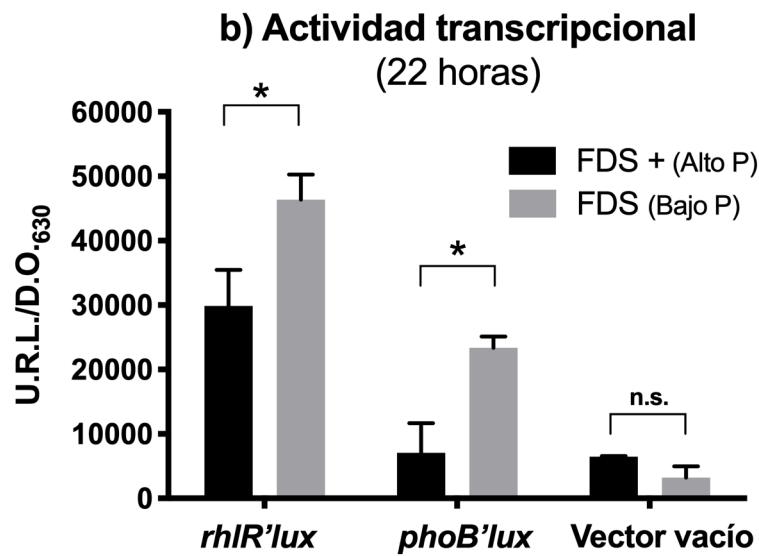 b) Actividad transcripcional
(22 horas)
U.R.L./D.O.630
60000
50000
40000
30000
20000
10000
0
*
*
n.s.
FDS + (Alto P)
FDS (Bajo P)
rhlR'lux
phoB'lux
Vector vacío